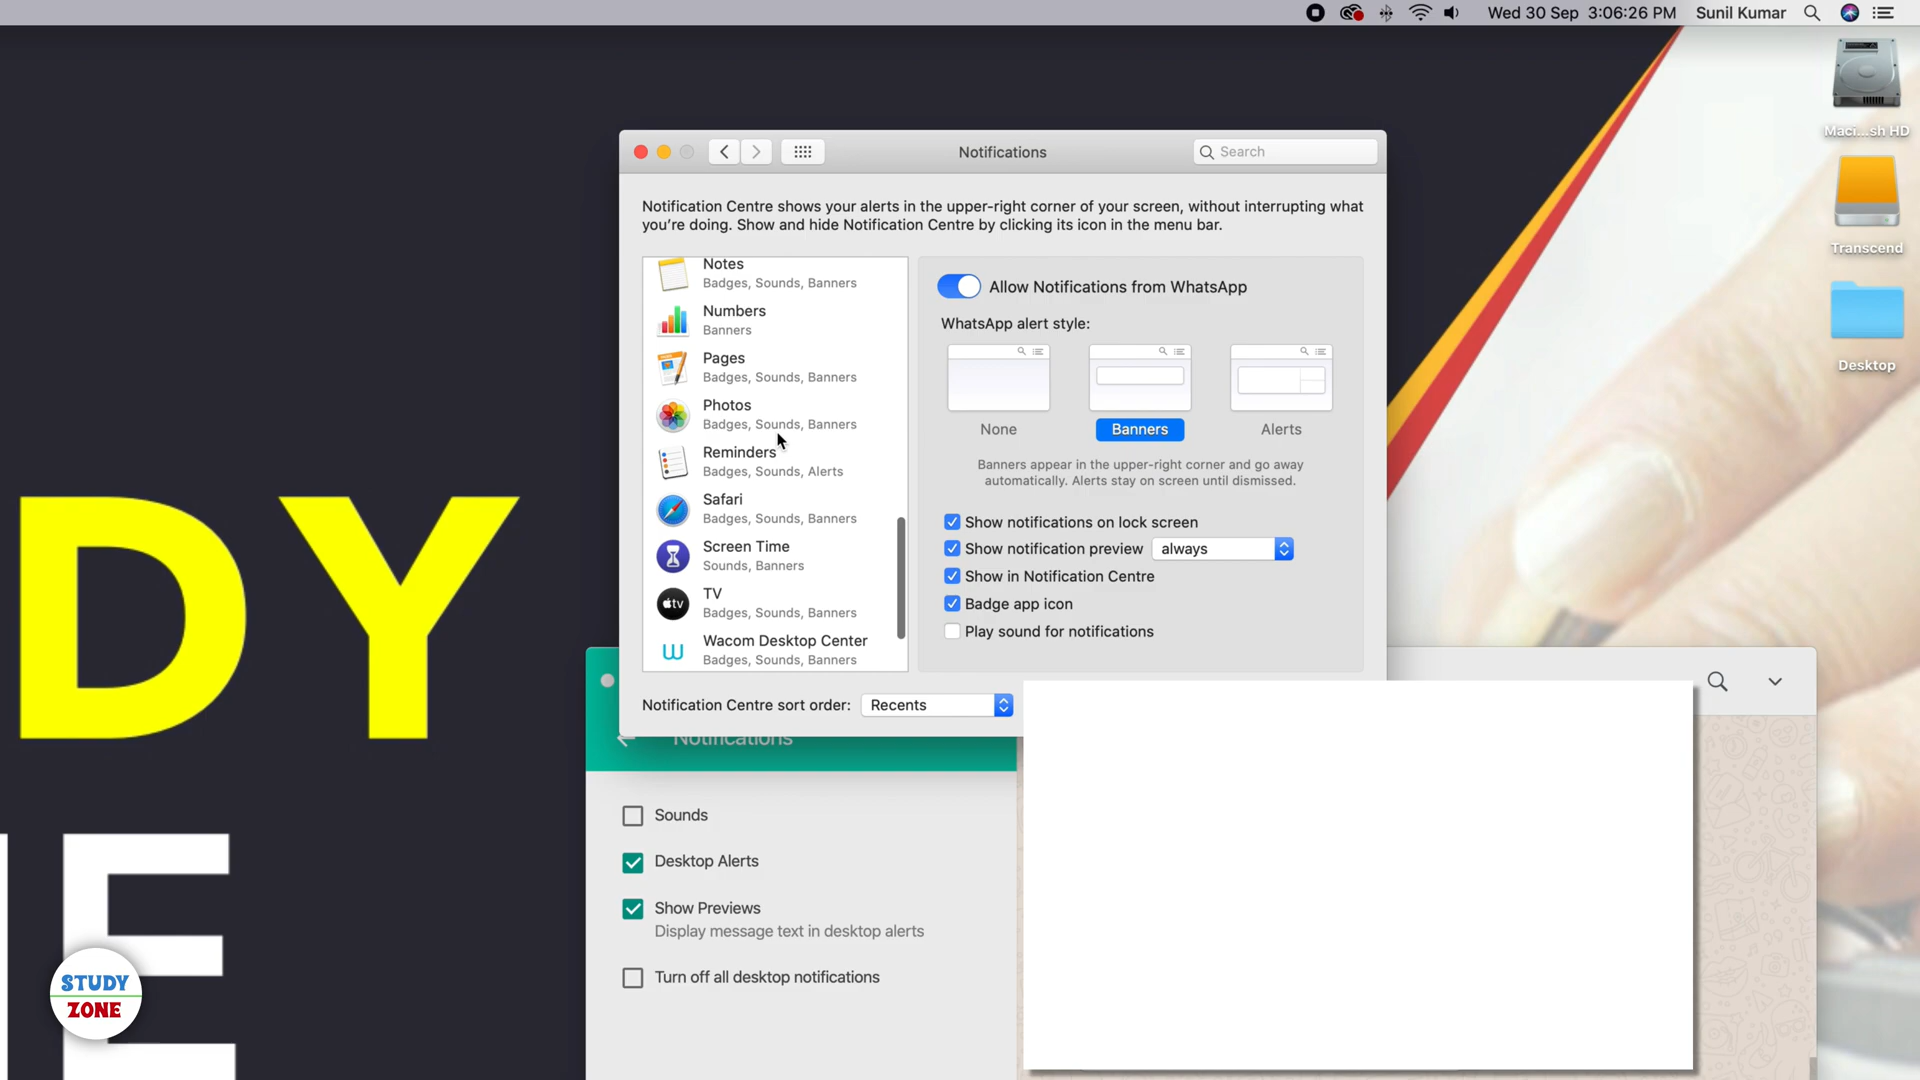 Wed 30 Sep 3:06:26 PM Sunil Kumar
Maci...sh HD
Transcend
Desktop
Notifications
Search
Notification Centre shows your alerts in the upper-right corner of your screen, without interrupting what
you're doing. Show and hide Notification Centre by clicking its icon in the menu bar.
Notes
Badges, Sounds, Banners
Numbers
Banners
Pages
Badges, Sounds, Banners
Photos
Badges, Sounds, Banners
Reminders
Badges, Sounds, Alerts
Safari
Badges, Sounds, Banners
Screen Time
Sounds, Banners
tv
TV
Badges, Sounds, Banners
Wacom Desktop Center
Badges, Sounds, Banners
Allow Notifications from WhatsApp
WhatsApp alert style:
None
Banners
Alerts
Banners appear in the upper-right corner and go away
automatically. Alerts stay on screen until dismissed.
Show notifications on lock screen
Show notification preview always
Show in Notification Centre
Badge app icon
Play sound for notifications
Notification Centre sort order: Recents
Notifications
Sounds
Desktop Alerts
Show Previews
Display message text in desktop alerts
Turn off all desktop notifications
DY
E
STUDY
ZONE